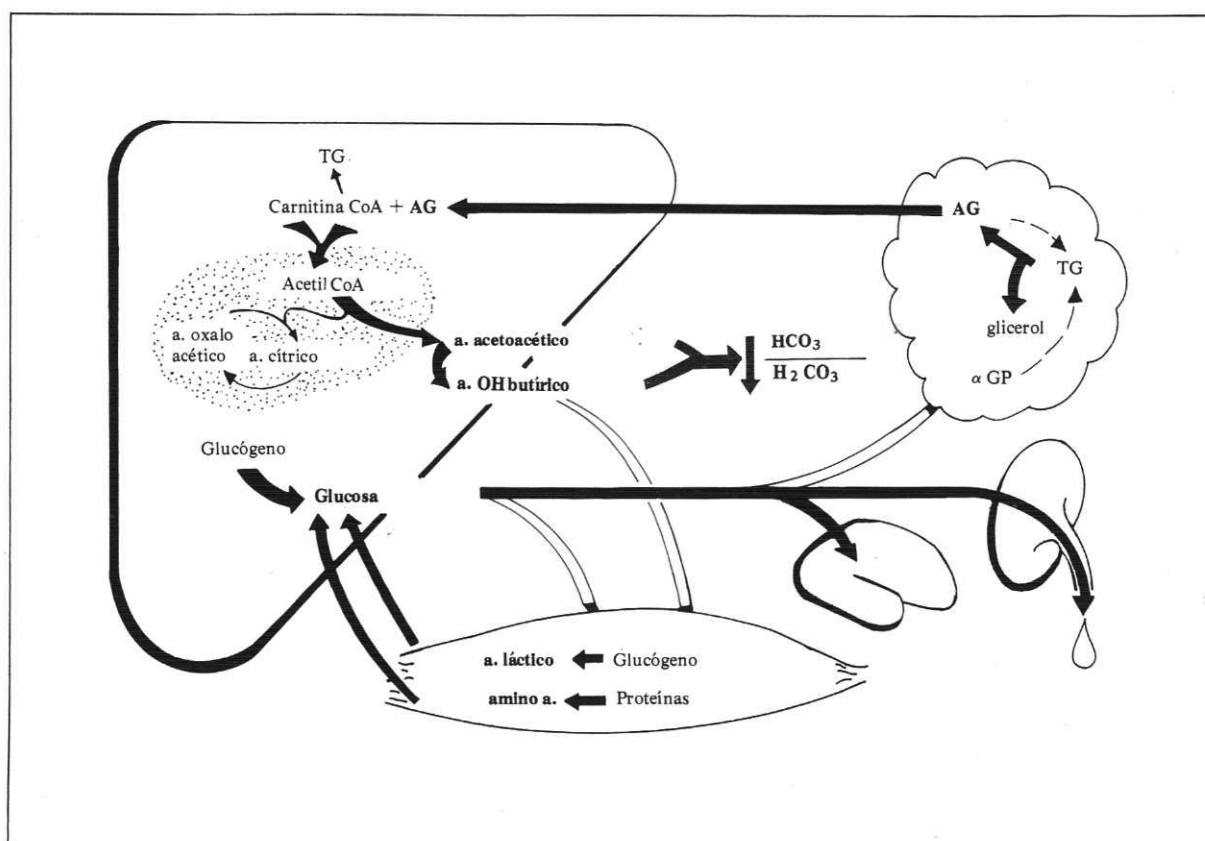 TG
Carnitina CoA + AG
Acetil CoA
a. oxalo
acético
a. cítrico
a. acetoacético
a. OH butírico
HCO₃
H₂ CO₃
AG
TG
glicerol
α GP
Glucógeno
Glucosa
a. láctico
Glucógeno
amino a.
Proteínas